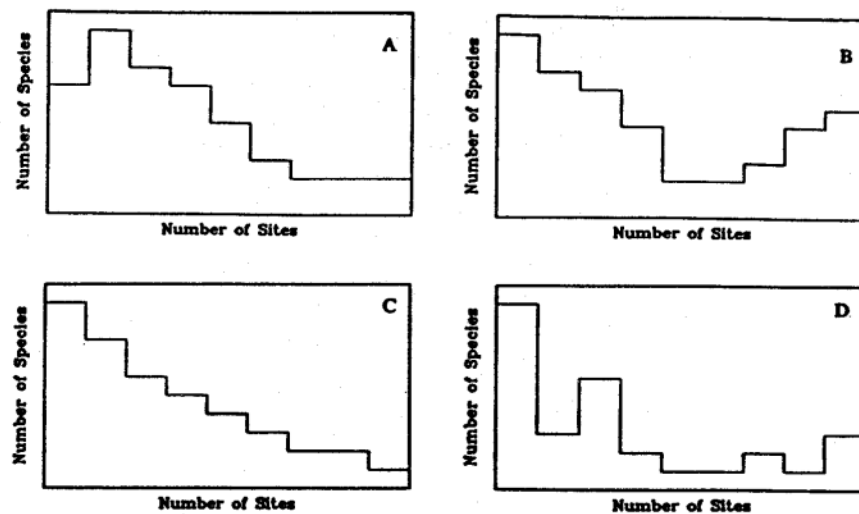 A
Number of Species
Number of Sites
B
Number of Species
Number of Sites
C
Number of Species
Number of Sites
D
Number of Species
Number of Sites